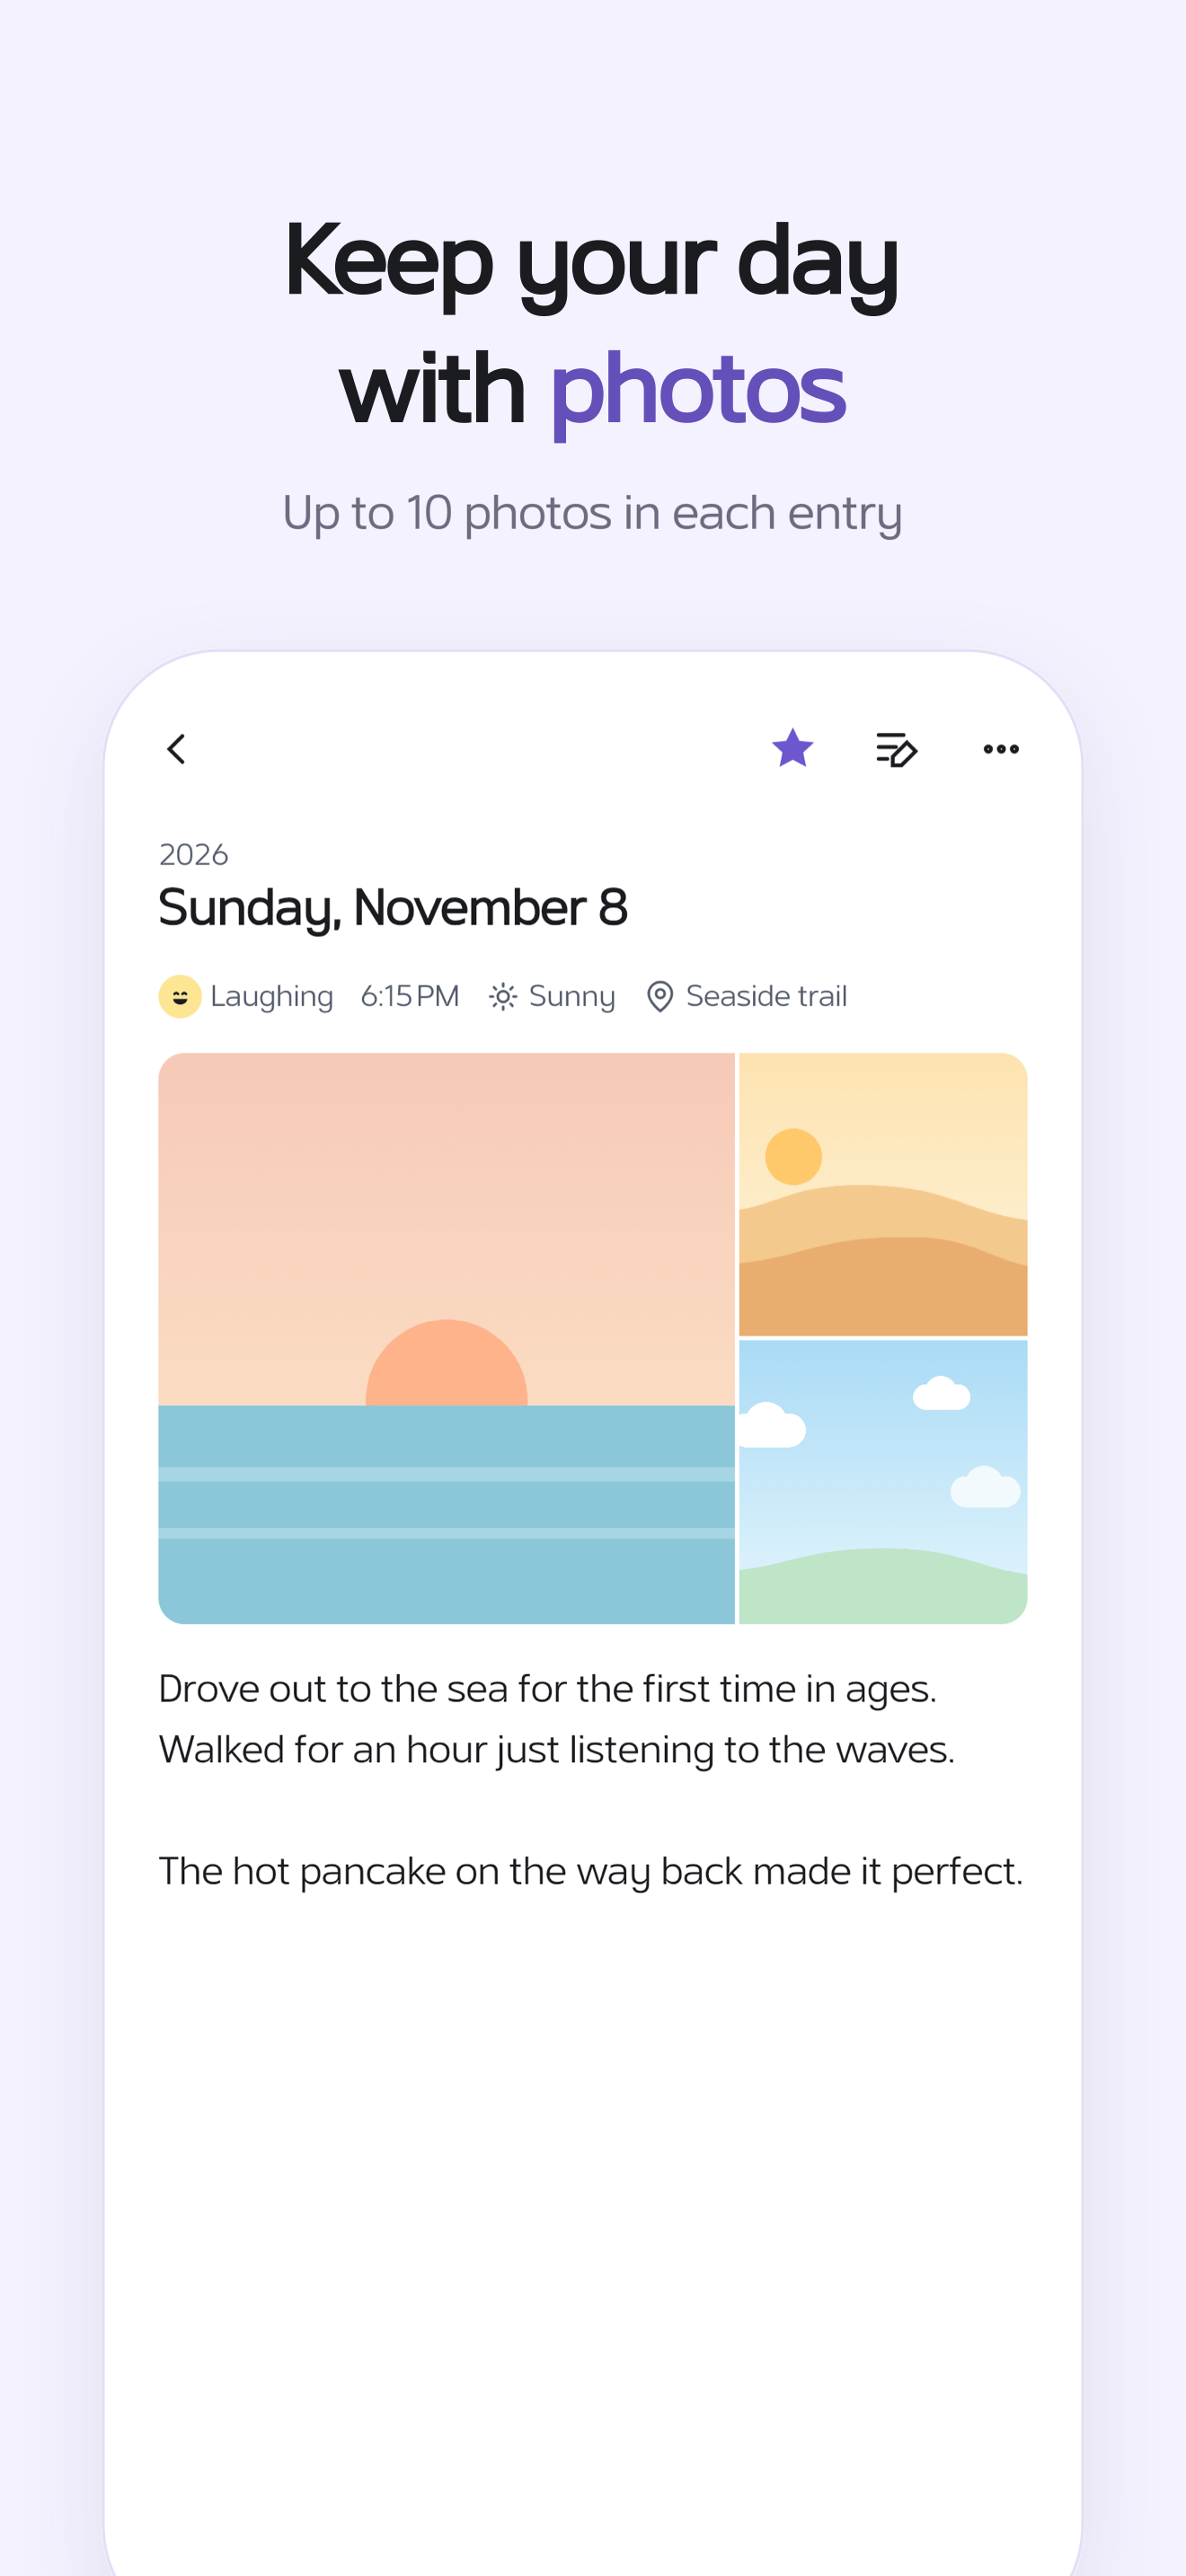 Keep your day
with photos
Up to 10 photos in each entry
2026
Sunday, November 8
Laughing 6:15 PM Sunny Seaside trail
Drove out to the sea for the first time in ages.
Walked for an hour just listening to the waves.
The hot pancake on the way back made it perfect.